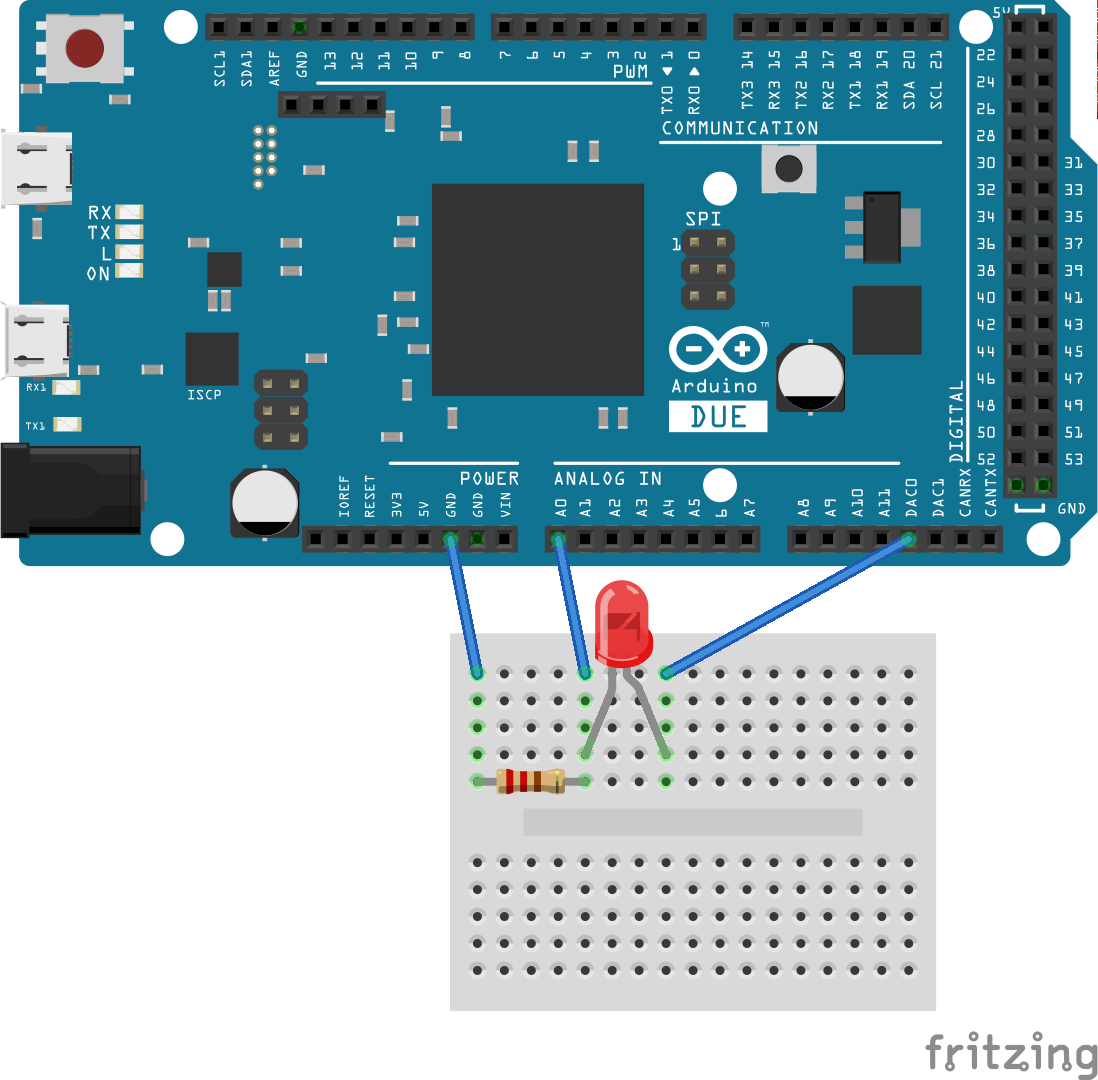 5V
SCL1 SDA1 AREF GND 13 12 11 10 9 8 7 6 5 4 3 2 TX0 1 RX0 0 TX3 14 RX3 15 TX2 16 RX2 17 TX1 18 RX1 19 SDA 20 SCL 21
PWM
COMMUNICATION
22
24
26
28
30 31
32 33
34 35
36 37
38 39
40 41
42 43
44 45
46 47
48 49
50 51
52 53
DIGITAL
GND
RX
TX
L
ON
SPI
1
ISCP
RX1
TX1
Arduino
TM
DUE
POWER
ANALOG IN
IOREF RESET 3V3 5V GND GND VIN A0 A1 A2 A3 A4 A5 6 A7 A8 A9 A10 A11 DAC0 DAC1 CANRX CANTX
fritzing